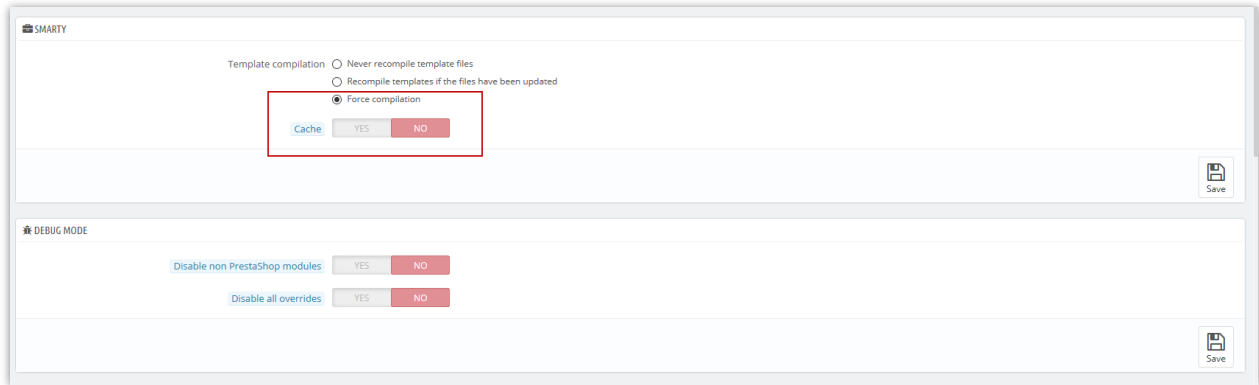 SMARTY
Template compilation Never recompile template files
Recompile templates if the files have been updated
Force compilation
Cache YES NO
Save
DEBUG MODE
Disable non PrestaShop modules YES NO
Disable all overrides YES NO
Save